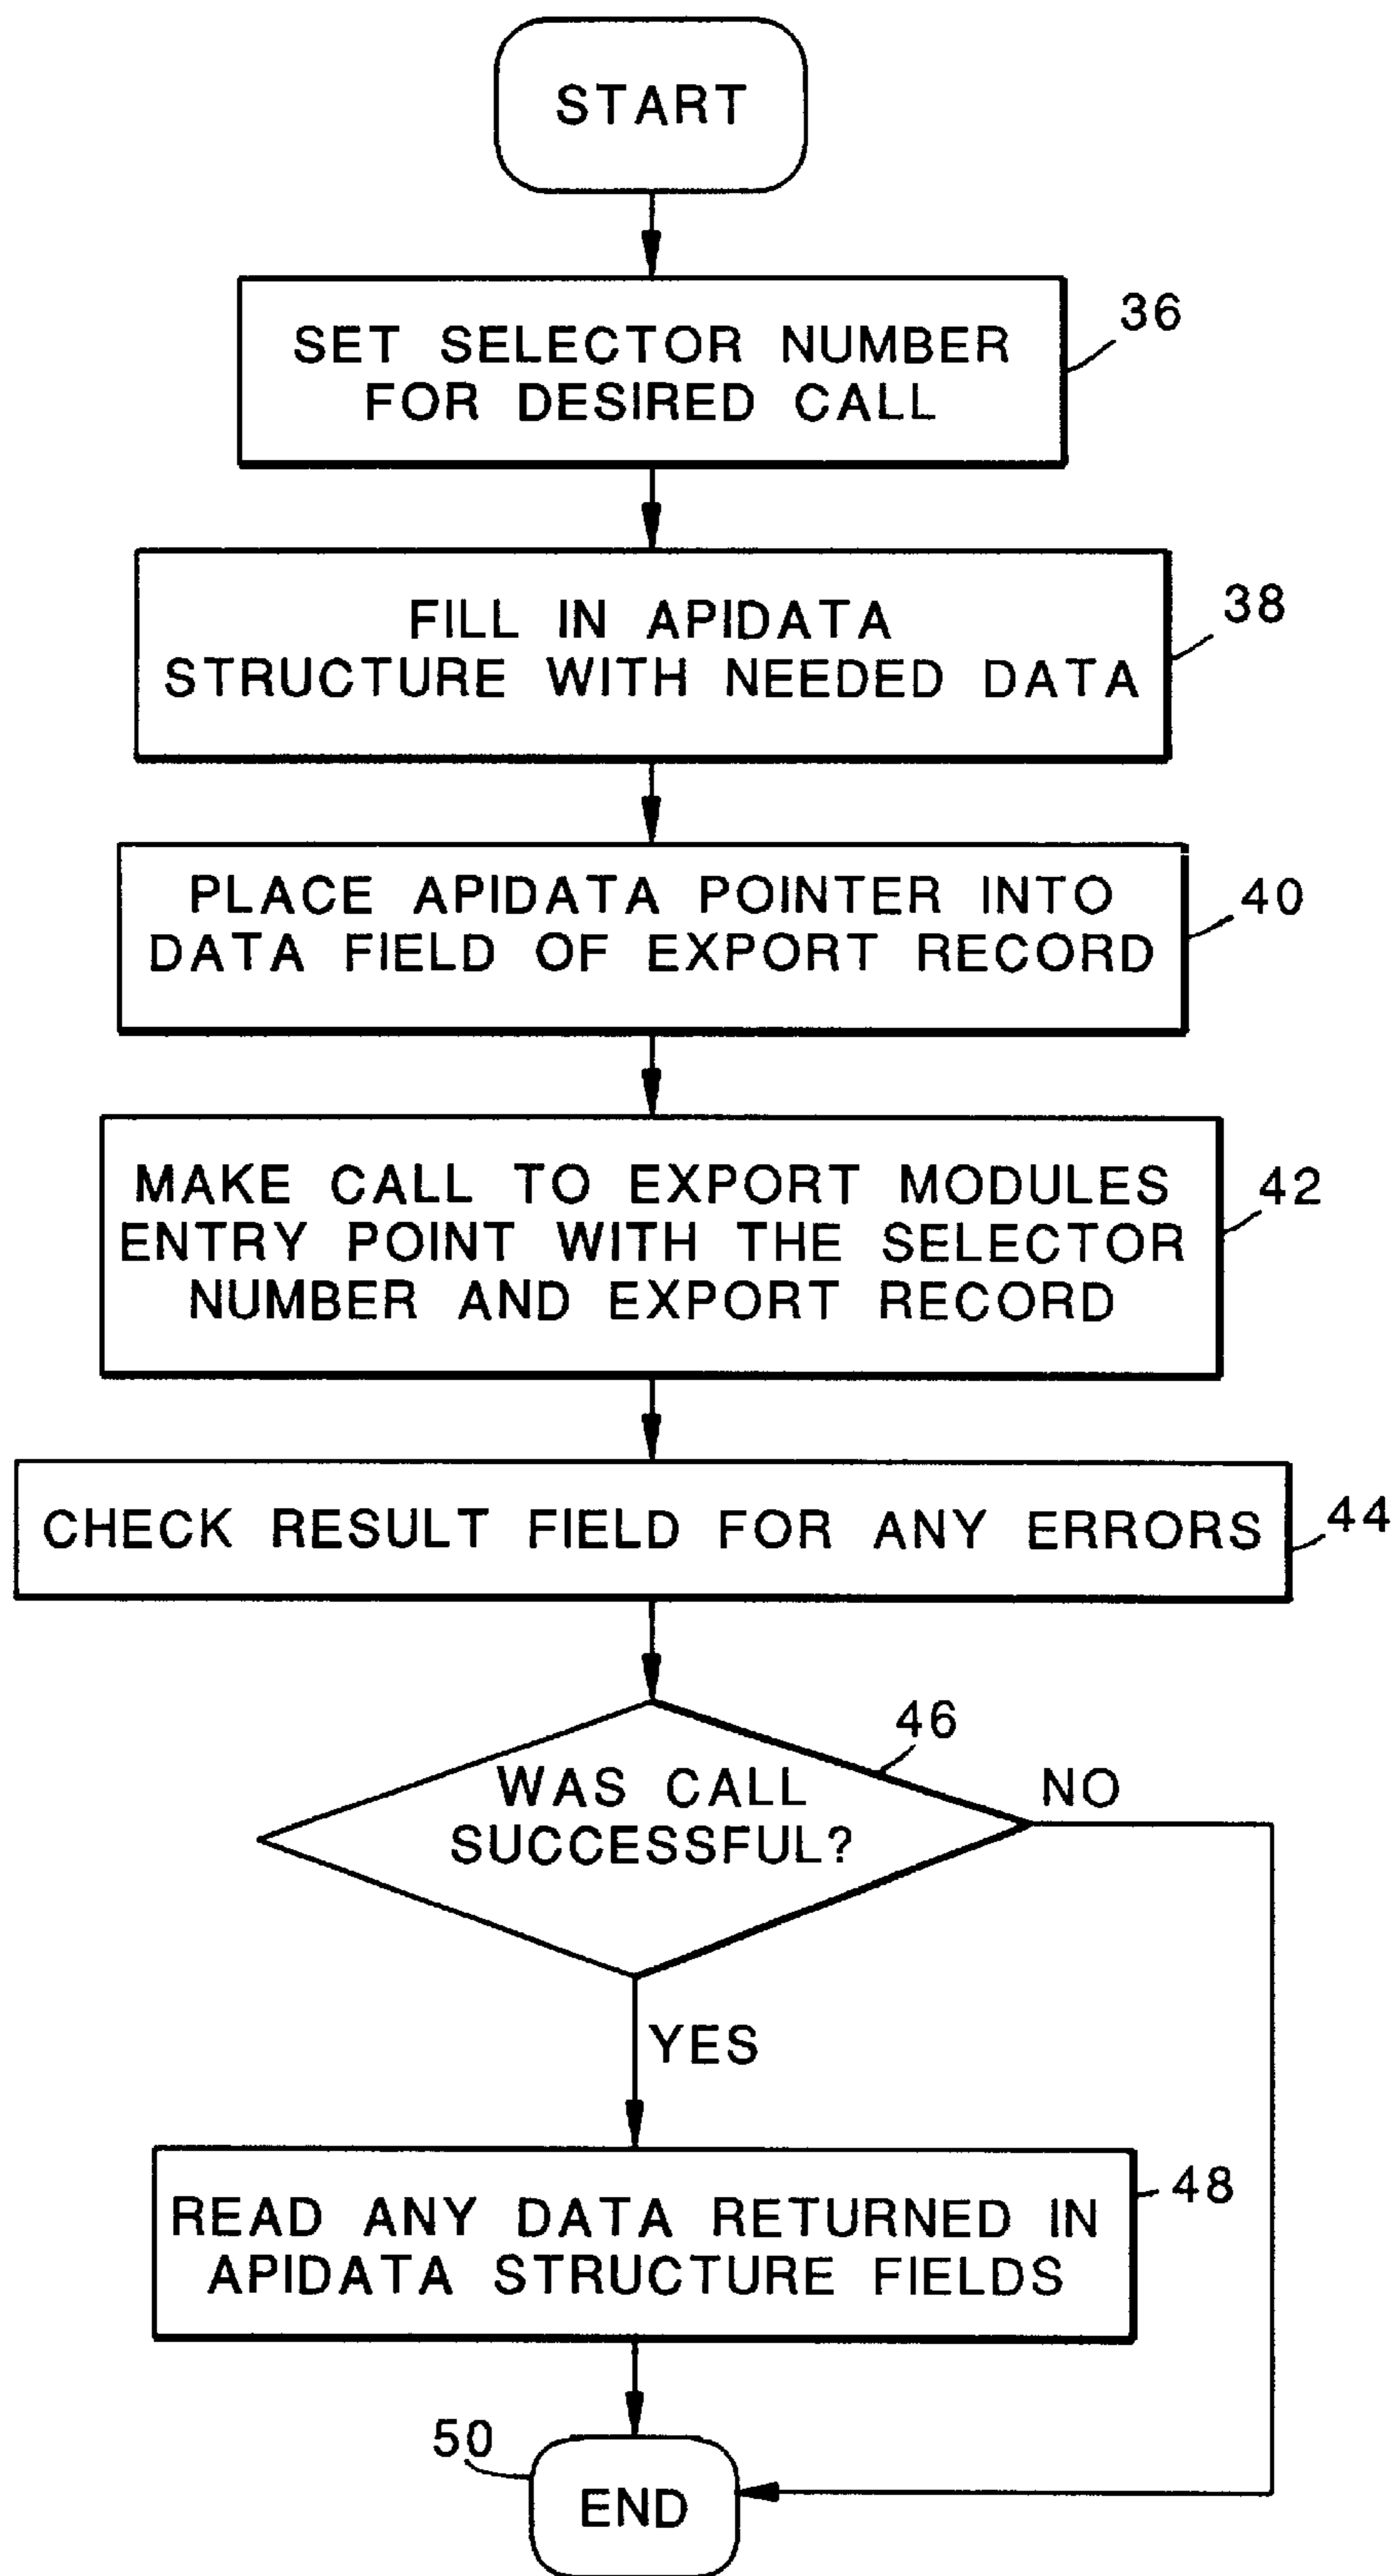 START
36
SET SELECTOR NUMBER
FOR DESIRED CALL
38
FILL IN APIDATA
STRUCTURE WITH NEEDED DATA
40
PLACE APIDATA POINTER INTO
DATA FIELD OF EXPORT RECORD
42
MAKE CALL TO EXPORT MODULES
ENTRY POINT WITH THE SELECTOR
NUMBER AND EXPORT RECORD
44
CHECK RESULT FIELD FOR ANY ERRORS
46
WAS CALL
SUCCESSFUL?
NO
YES
48
READ ANY DATA RETURNED IN
APIDATA STRUCTURE FIELDS
50
END